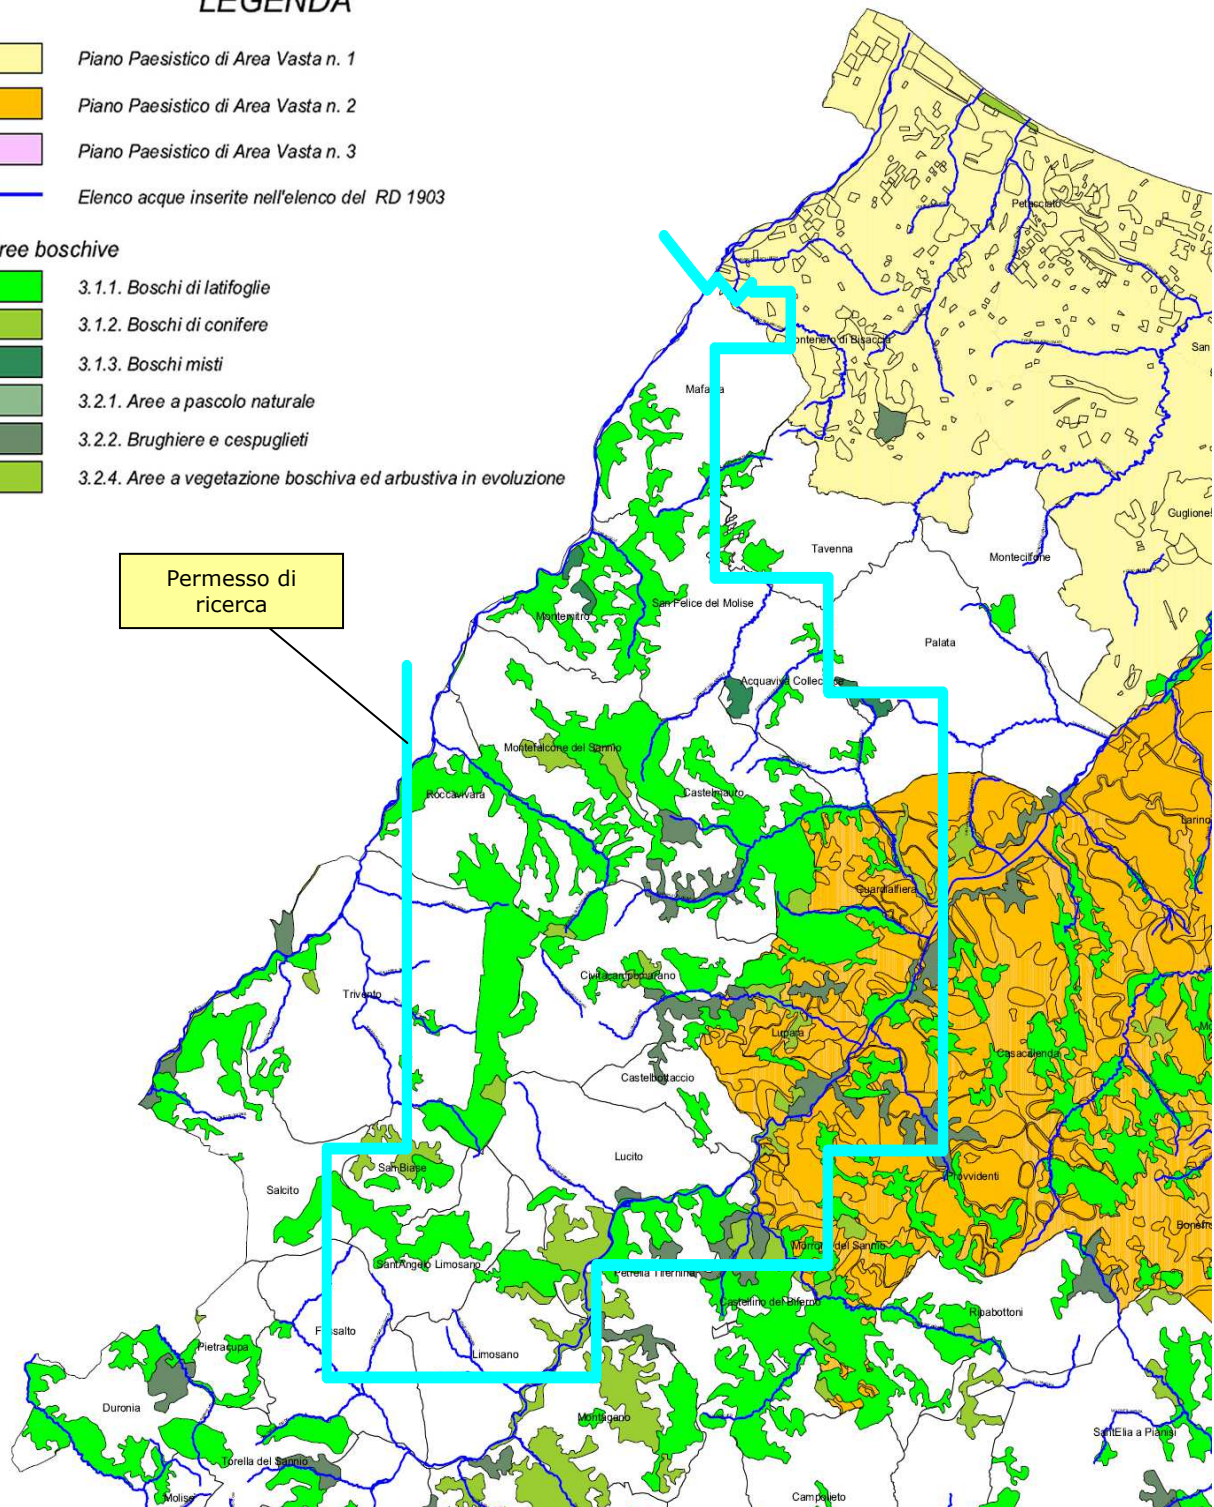 LEGENDA
Piano Paesistico di Area Vasta n. 1
Piano Paesistico di Area Vasta n. 2
Piano Paesistico di Area Vasta n. 3
Elenco acque inserite nell'elenco del RD 1903
ree boschive
3.1.1. Boschi di latifoglie
3.1.2. Boschi di conifere
3.1.3. Boschi misti
3.2.1. Aree a pascolo naturale
3.2.2. Brughiere e cespuglieti
3.2.4. Aree a vegetazione boschiva ed arbustiva in evoluzione
Permesso di
ricerca
Petacciato
ontenero di Bisaccia
San
Mafalda
Guglione
Tavenna
Montecilfone
San Felice del Molise
Montemitro
Palata
Acquaviva Collecroce
Montefalcone del Sannio
Roccavivara
Castelmauro
Larino
Guardialfiera
Civitacampomarano
Trivento
Lupara
Mo
Casacalenda
Castelbottaccio
Lucito
San Biase
Salcito
Provvidenti
Bonefro
Morrone del Sannio
Sant'Angelo Limosano
Petrella Tifernina
Castellino del Biferno
Ripabottoni
Fossalto
Pietracupa
Limosano
Duronia
Montagano
Sant'Elia a Pianisi
Torella del Sannio
Molise
Campolieto